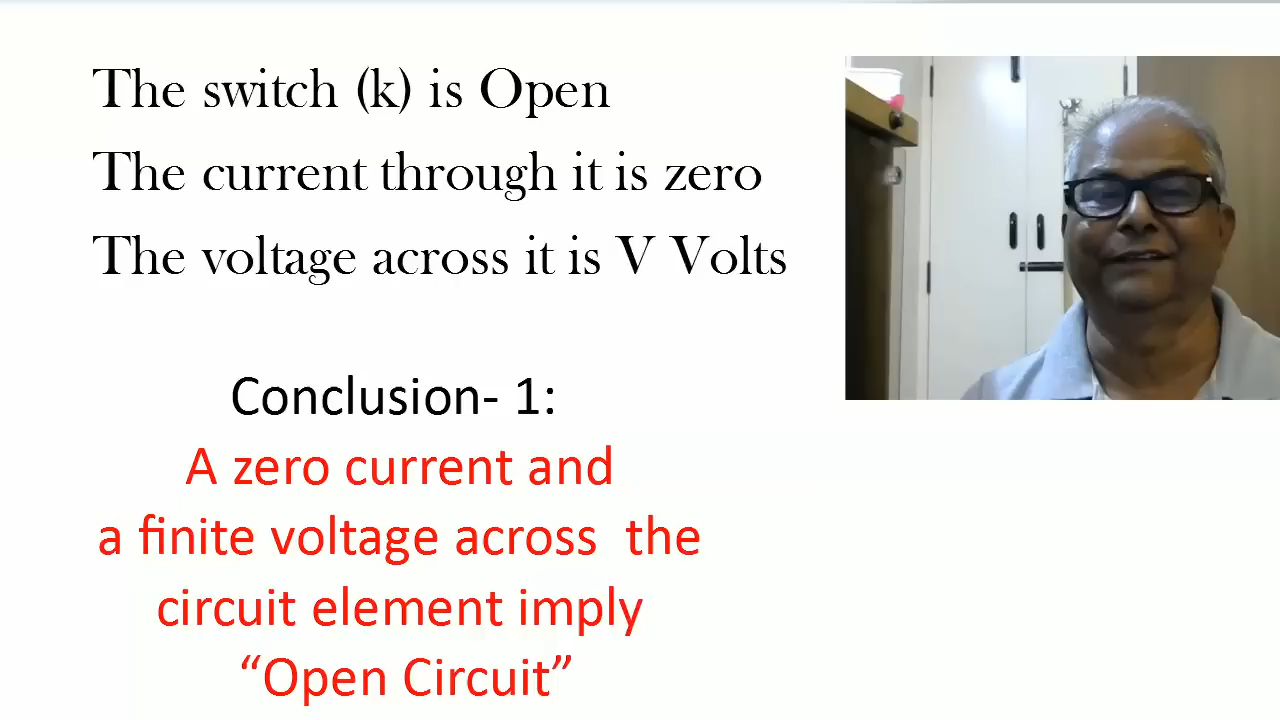 The switch (k) is Open
The current through it is zero
The voltage across it is V Volts
Conclusion- 1:
A zero current and
a finite voltage across  the
circuit element imply
“Open Circuit”